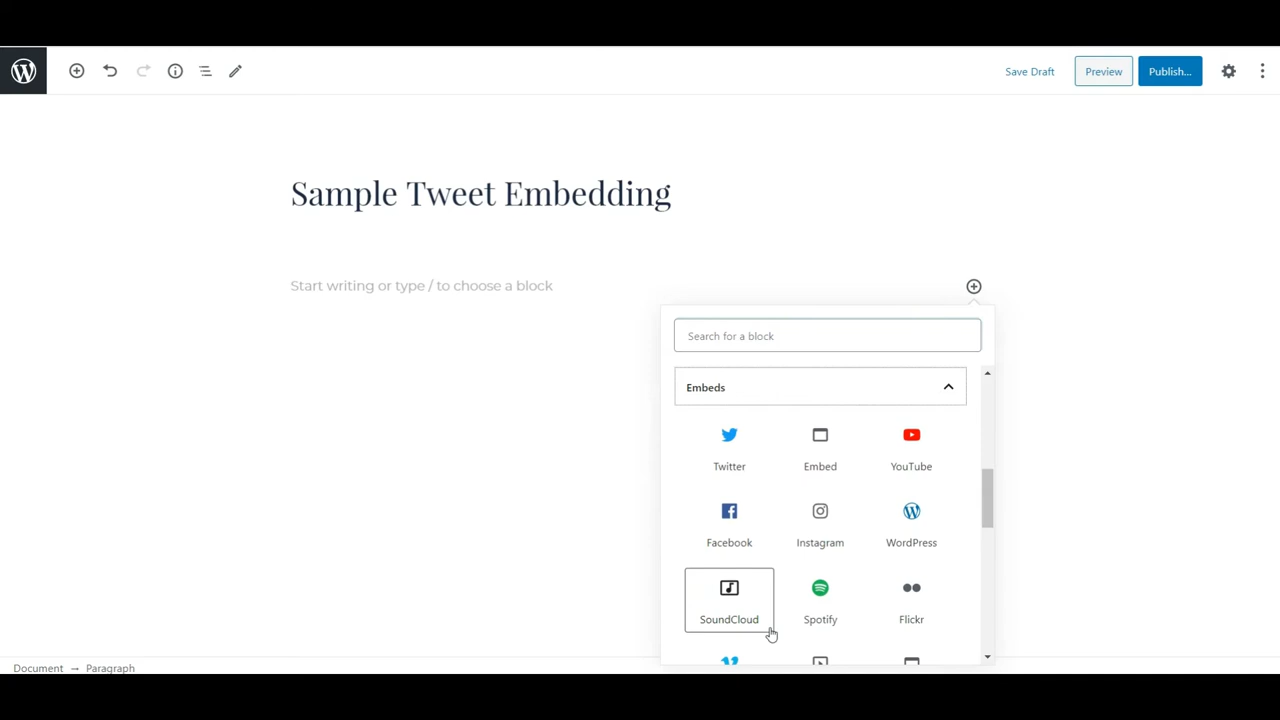 Save Draft
Preview
Publish...
Sample Tweet Embedding
Start writing or type / to choose a block
Search for a block
Embeds
Twitter
Embed
YouTube
Facebook
Instagram
WordPress
SoundCloud
Spotify
Flickr
Document → Paragraph